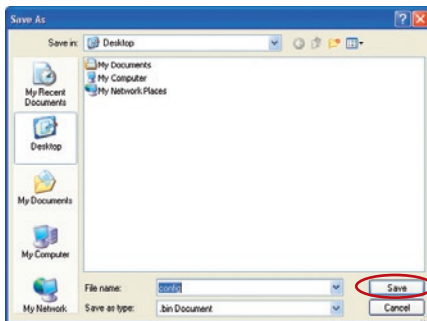 Save As
Save in: Desktop
My Documents
My Computer
My Network Places
My Recent
Documents
Desktop
My Documents
My Computer
My Network
File name: config Save
Save as type: .bin Document Cancel